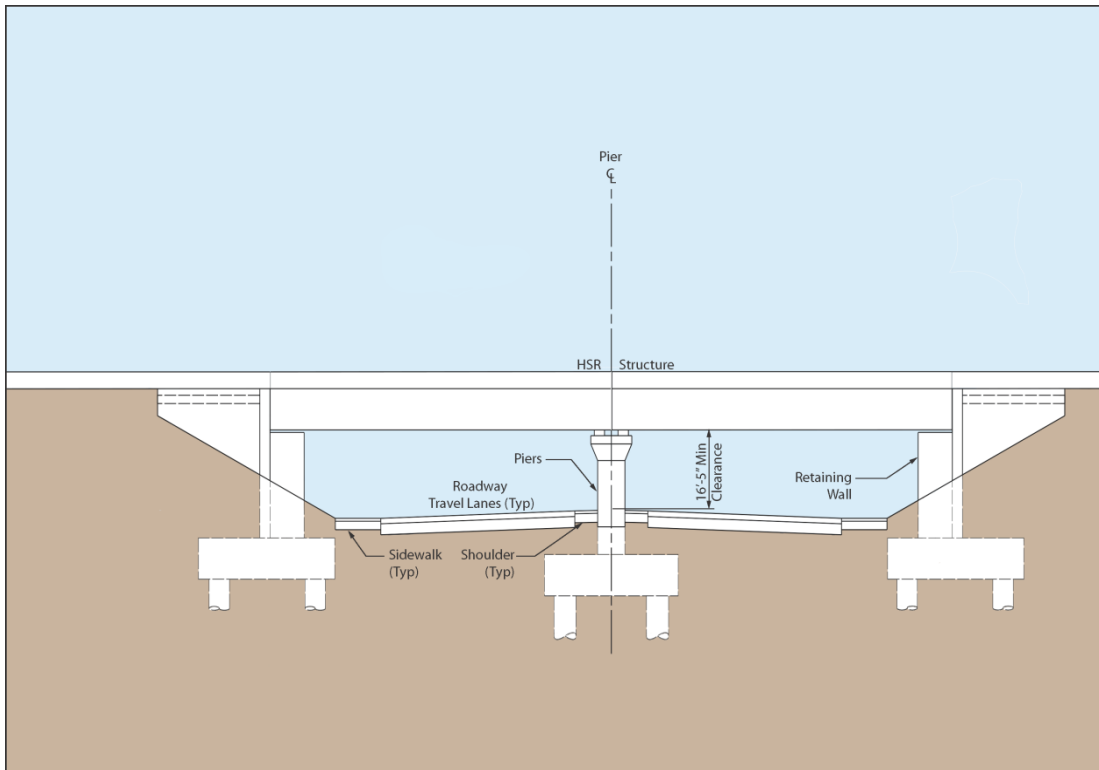 Pier
℄
HSR Structure
Piers
16'-5" Min
Clearance
Retaining
Wall
Roadway
Travel Lanes (Typ)
Sidewalk
(Typ)
Shoulder
(Typ)